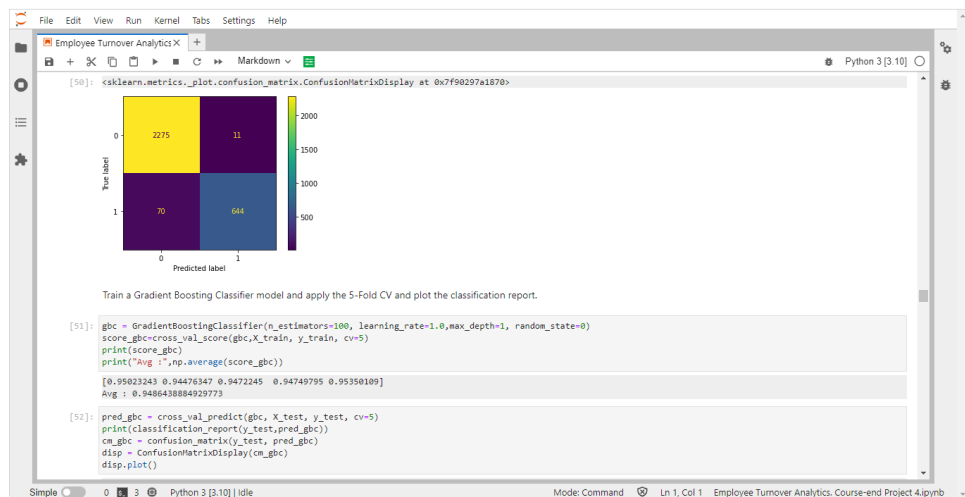 File Edit View Run Kernel Tabs Settings Help
Employee Turnover Analytics × +
Markdown
Python 3 [3.10]
[50]: <sklearn.metrics._plot.confusion_matrix.ConfusionMatrixDisplay at 0x7f90297a1870>
2000
0 2275 11
1500
True label
1000
1 70 644
500
0 1
Predicted label
Train a Gradient Boosting Classifier model and apply the 5-Fold CV and plot the classification report.
[51]: gbc = GradientBoostingClassifier(n_estimators=100, learning_rate=1.0,max_depth=1, random_state=0)
score_gbc=cross_val_score(gbc,X_train, y_train, cv=5)
print(score_gbc)
print("Avg :",np.average(score_gbc))
[0.95023243 0.94476347 0.9472245  0.94749795 0.95350109]
Avg : 0.9486438884929773
[52]: pred_gbc = cross_val_predict(gbc, X_test, y_test, cv=5)
print(classification_report(y_test,pred_gbc))
cm_gbc = confusion_matrix(y_test, pred_gbc)
disp = ConfusionMatrixDisplay(cm_gbc)
disp.plot()
Simple 0 3 Python 3 [3.10] | Idle Mode: Command Ln 1, Col 1 Employee Turnover Analytics. Course-end Project 4.ipynb